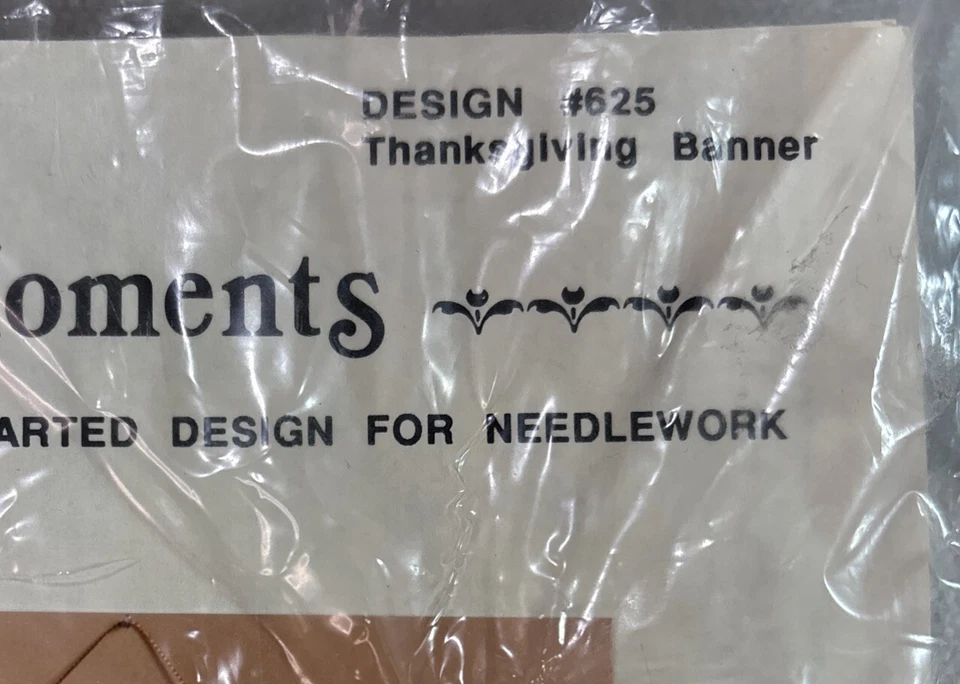 DESIGN #625
Thanksgiving Banner
oments
ARTED DESIGN FOR NEEDLEWORK